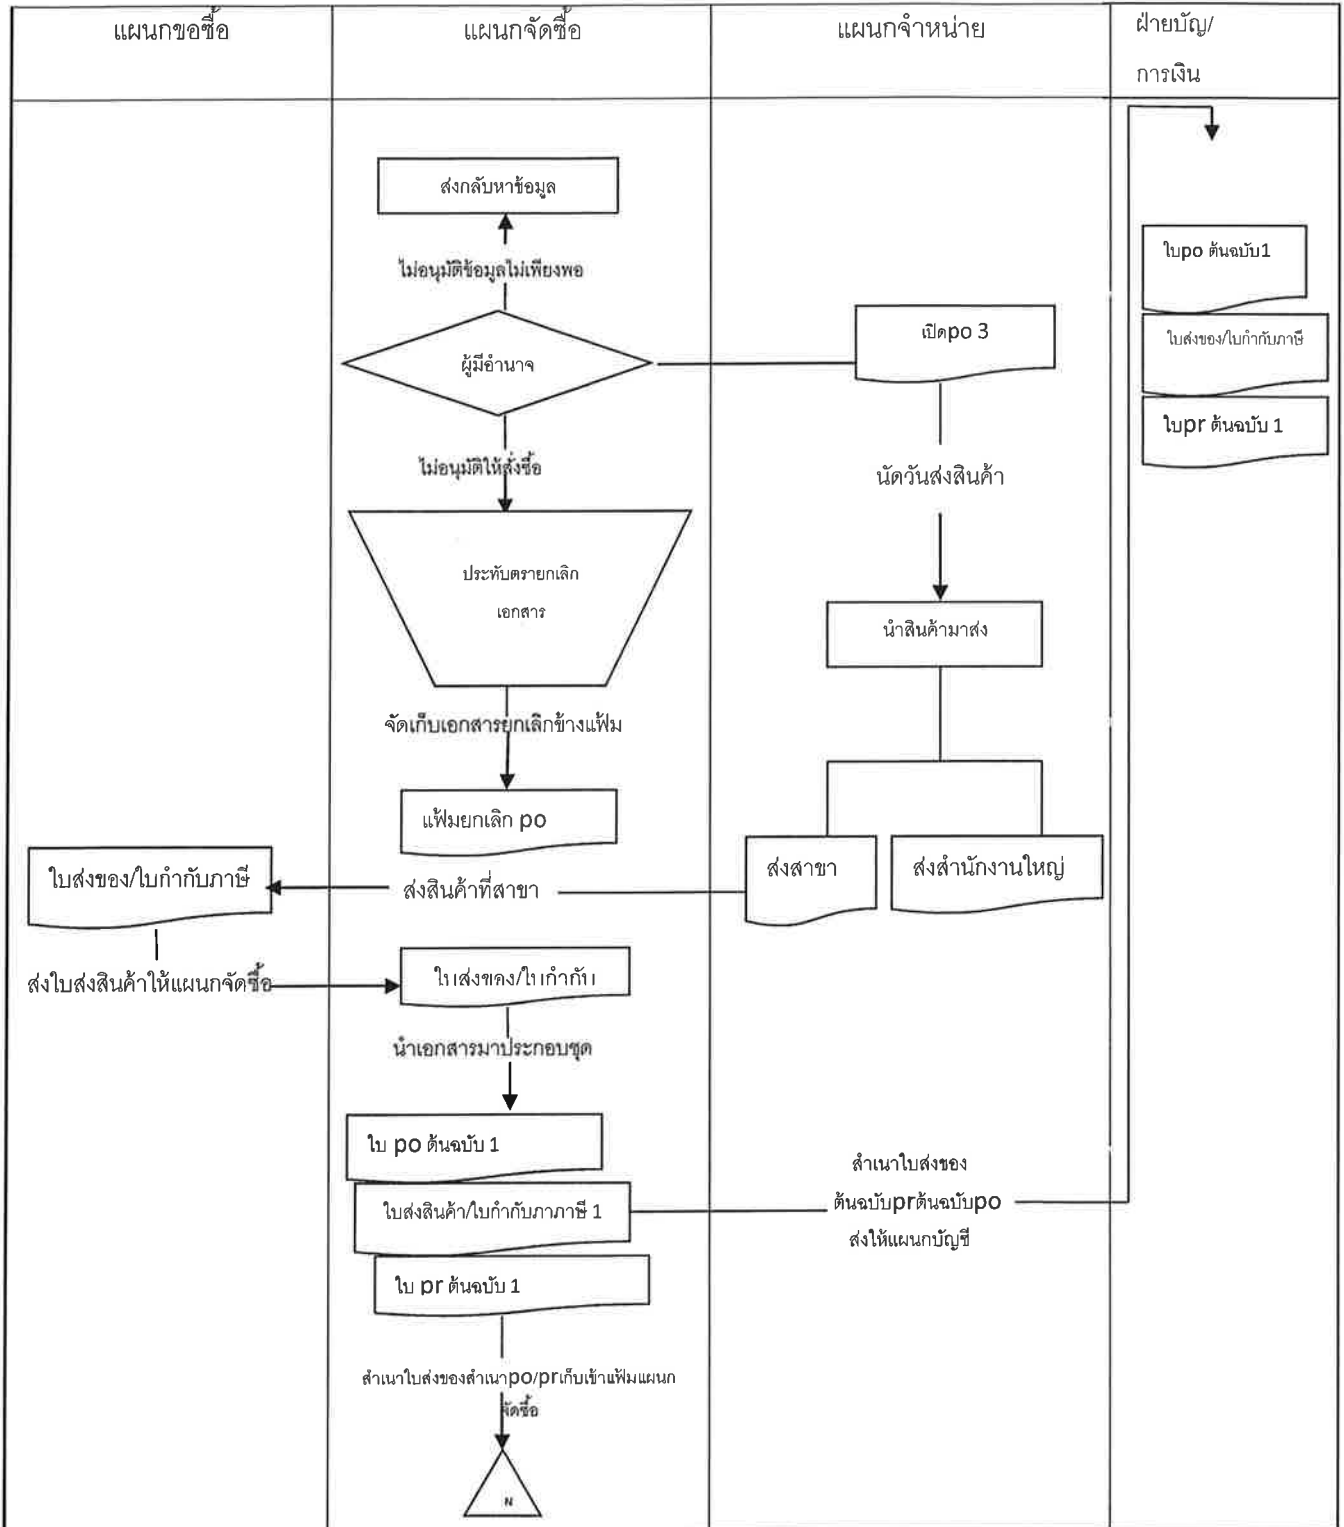 แผนกขอซื้อ
แผนกจัดซื้อ
แผนกจำหน่าย
ฝ่ายบัญ/
การเงิน
ส่งกลับหาข้อมูล
ไม่อนุมัติข้อมูลไม่เพียงพอ
ผู้มีอำนาจ
เปิดpo 3
ใบpo ต้นฉบับ1
ใบส่งของ/ใบกำกับภาษี
ใบpr ต้นฉบับ 1
ไม่อนุมัติให้สั่งซื้อ
นัดวันส่งสินค้า
ประทับตรายกเลิก
เอกสาร
นำสินค้ามาส่ง
จัดเก็บเอกสารยกเลิกข้างแฟ้ม
แฟ้มยกเลิก po
ส่งสาขา
ส่งสำนักงานใหญ่
ใบส่งของ/ใบกำกับภาษี
ส่งสินค้าที่สาขา
ส่งใบส่งสินค้าให้แผนกจัดซื้อ
ใบส่งของ/ใบกำกับ
นำเอกสารมาประกอบชุด
ใบ po ต้นฉบับ 1
ใบส่งสินค้า/ใบกำกับภาภาษี 1
ใบ pr ต้นฉบับ 1
สำเนาใบส่งของ
ต้นฉบับprต้นฉบับpo
ส่งให้แผนกบัญชี
สำเนาใบส่งของสำเนาpo/prเก็บเข้าแฟ้มแผนก
จัดซื้อ
N